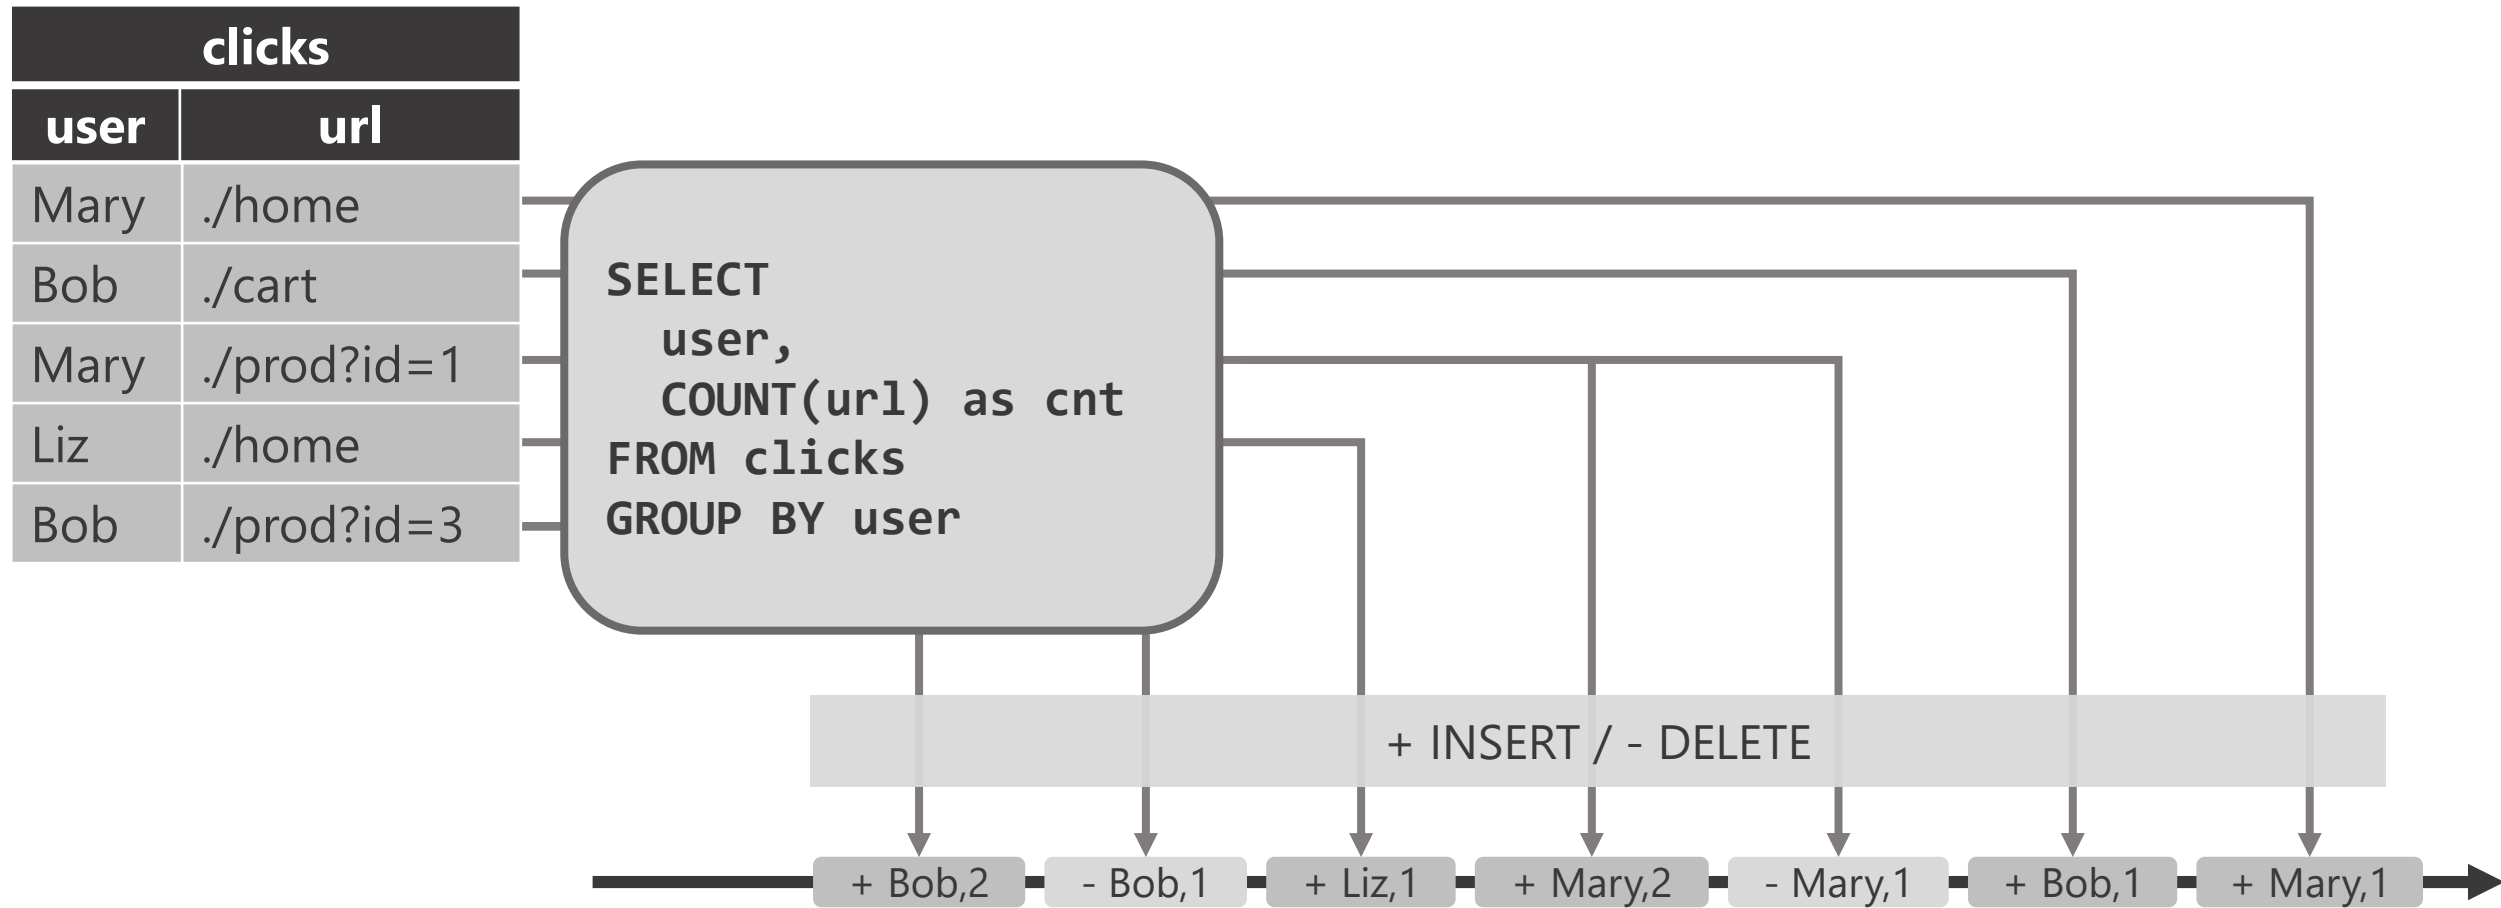 clicks
user url
Mary ./home
Bob ./cart
Mary ./prod?id=1
Liz ./home
Bob ./prod?id=3
SELECT
user,
COUNT(url) as cnt
FROM clicks
GROUP BY user
+ INSERT / - DELETE
+ Bob,2 - Bob,1 + Liz,1 + Mary,2 - Mary,1 + Bob,1 + Mary,1